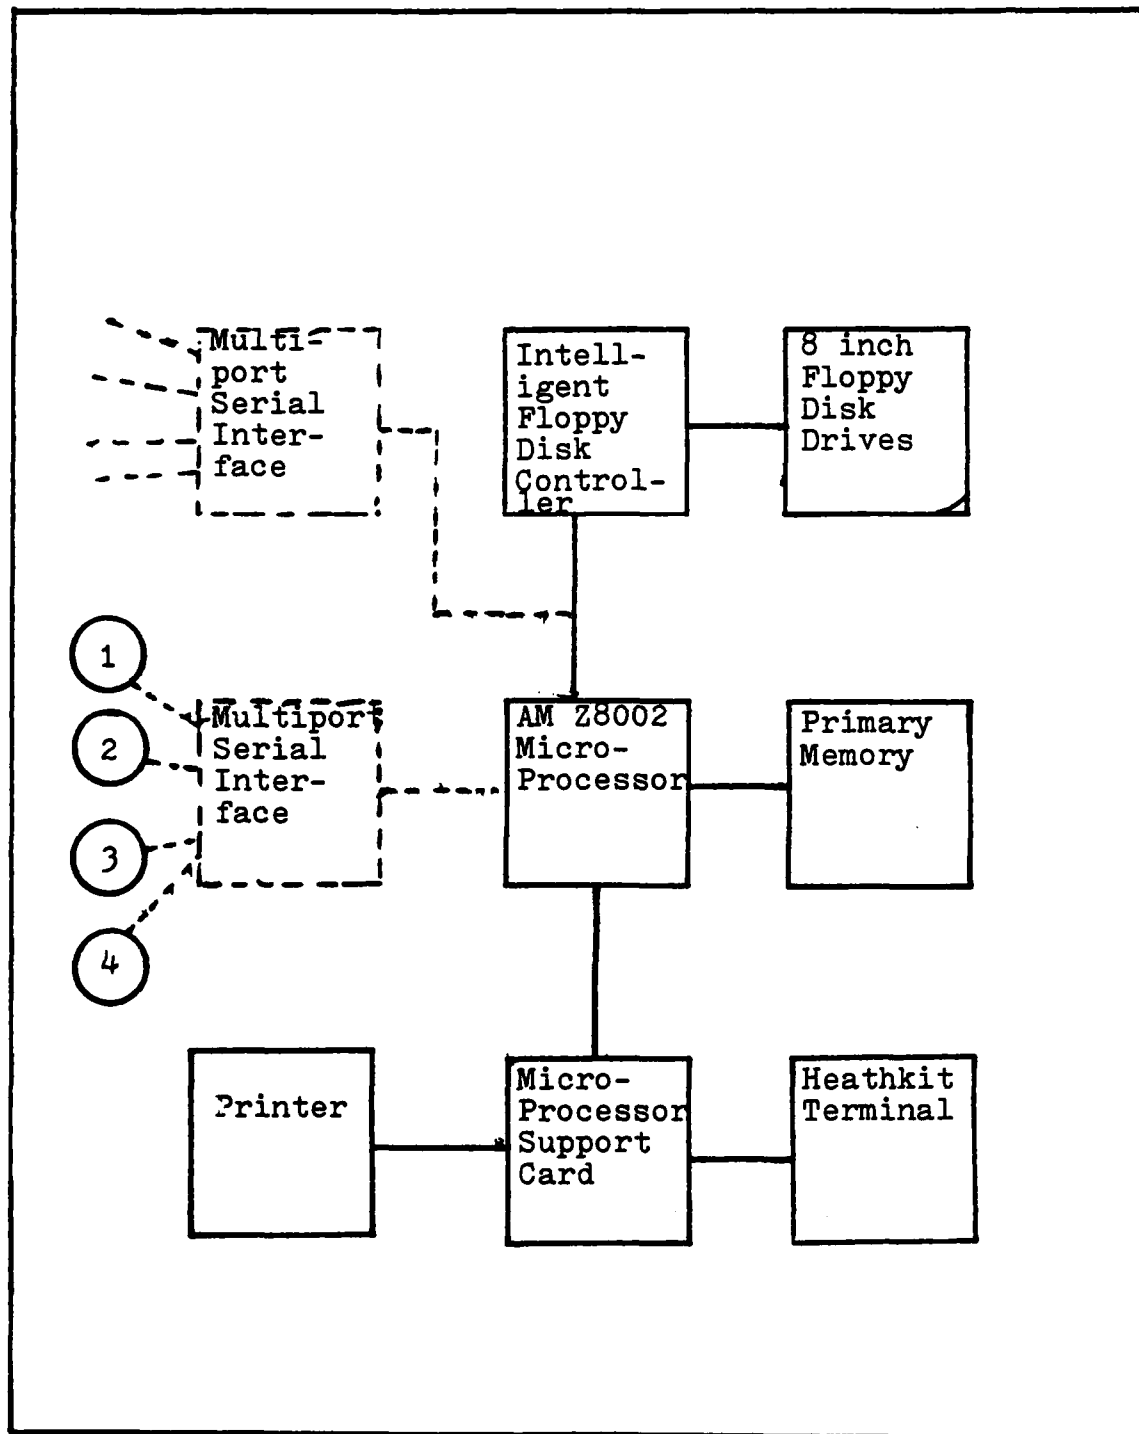 Multi-
port
Serial
Inter-
face
Intell-
igent
Floppy
Disk
Control-
ler
8 inch
Floppy
Disk
Drives
1
2
3
4
Multiport
Serial
Inter-
face
AM Z8002
Micro-
Processor
Primary
Memory
Printer
Micro-
Processor
Support
Card
Heathkit
Terminal